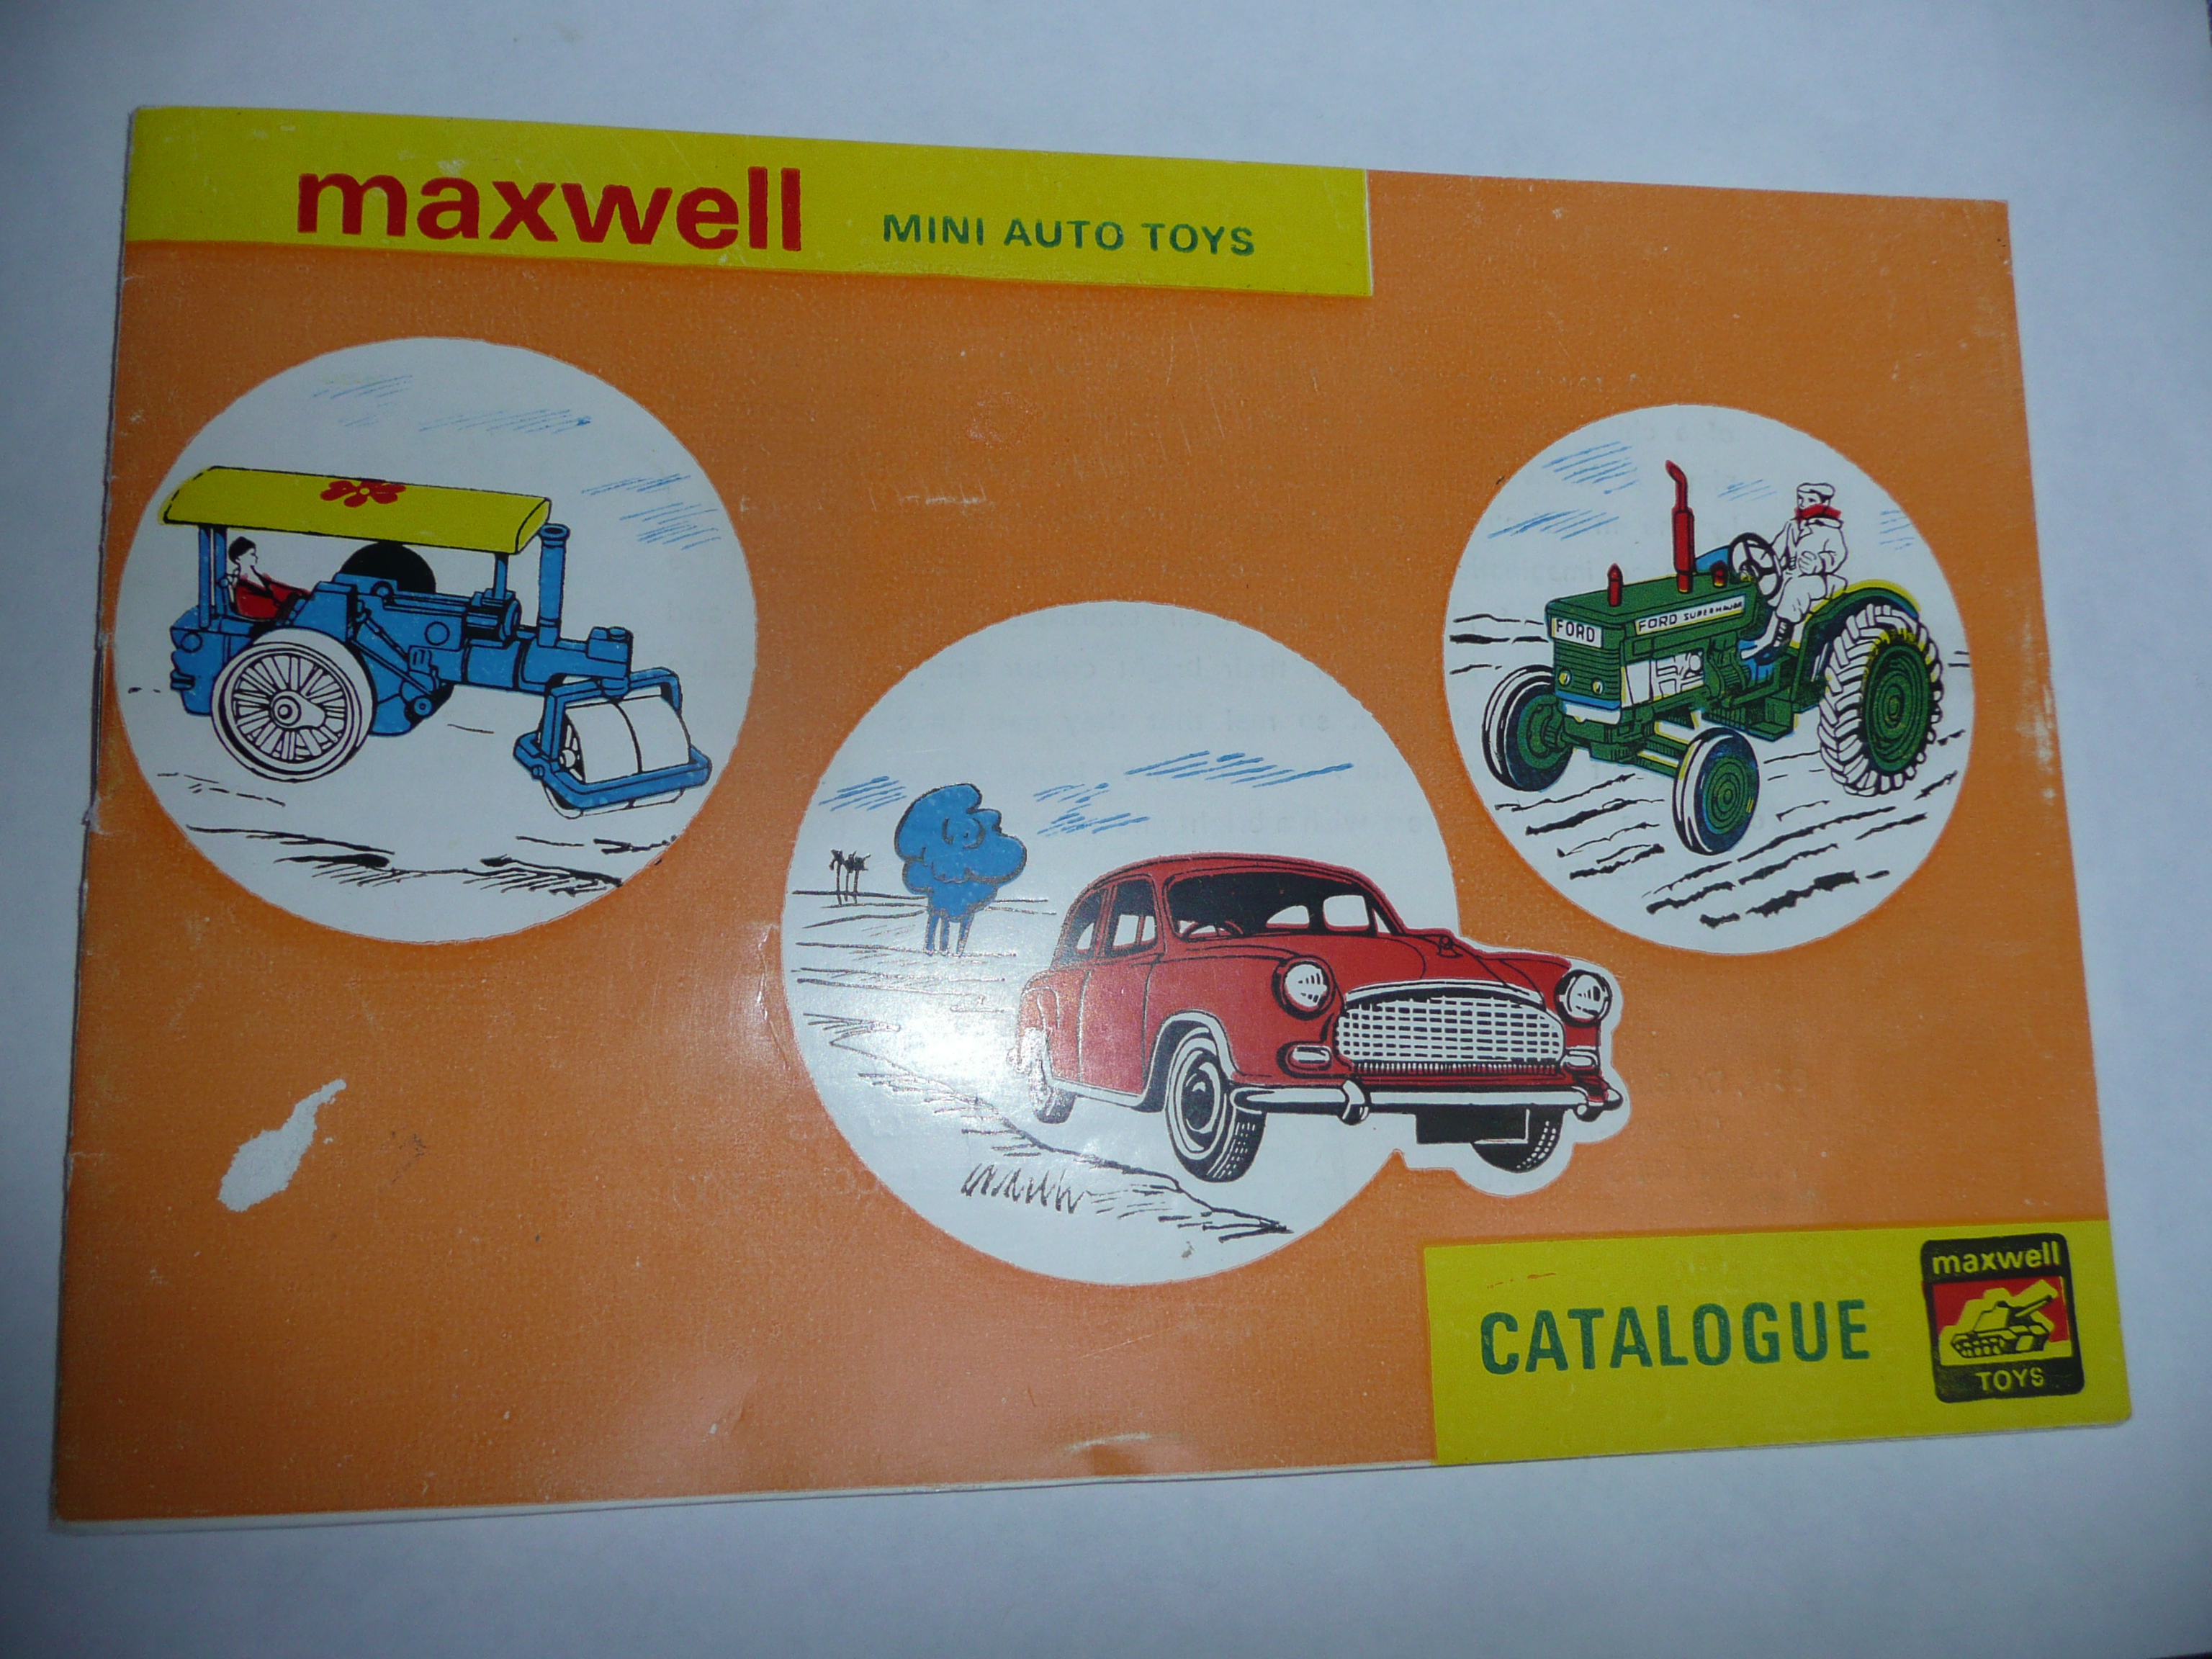 maxwell MINI AUTO TOYS
FORD
FORD SUPER MAJOR
CATALOGUE
maxwell
TOYS